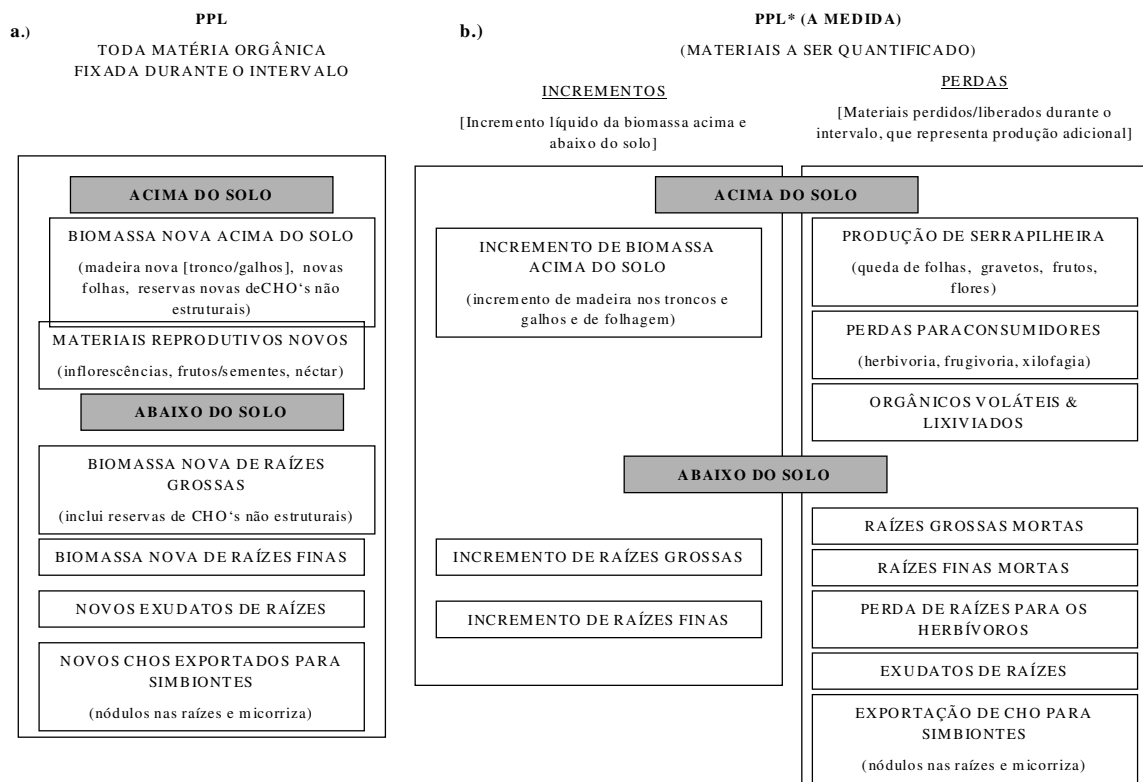 a.)
PPL
TODA MATÉRIA ORGÂNICA
FIXADA DURANTE O INTERVALO
ACIMA DO SOLO
BIOMASSA NOVA ACIMA DO SOLO
(madeira nova [tronco/galhos], novas
folhas, reservas novas deCHO‘s não
estruturais)
MATERIAIS REPRODUTIVOS NOVOS
(inflorescências, frutos/sementes, néctar)
ABAIXO DO SOLO
BIOMASSA NOVA DE RAÍZES
GROSSAS
(inclui reservas de CHO‘s não estruturais)
BIOMASSA NOVA DE RAÍZES FINAS
NOVOS EXUDATOS DE RAÍZES
NOVOS CHOS EXPORTADOS PARA
SIMBIONTES
(nódulos nas raízes e micorriza)
b.)
PPL* (A MEDIDA)
(MATERIAIS A SER QUANTIFICADO)
INCREMENTOS
[Incremento líquido da biomassa acima e
abaixo do solo]
PERDAS
[Materiais perdidos/liberados durante o
intervalo, que representa produção adicional]
ACIMA DO SOLO
INCREMENTO DE BIOMASSA
ACIMA DO SOLO
(incremento de madeira nos troncos e
galhos e de folhagem)
PRODUÇÃO DE SERRAPILHEIRA
(queda de folhas, gravetos, frutos,
flores)
PERDAS PARACONSUMIDORES
(herbivoria, frugivoria, xilofagia)
ORGÂNICOS VOLÁTEIS &
LIXIVIADOS
ABAIXO DO SOLO
INCREMENTO DE RAÍZES GROSSAS
INCREMENTO DE RAÍZES FINAS
RAÍZES GROSSAS MORTAS
RAÍZES FINAS MORTAS
PERDA DE RAÍZES PARA OS
HERBÍVOROS
EXUDATOS DE RAÍZES
EXPORTAÇÃO DE CHO PARA
SIMBIONTES
(nódulos nas raízes e micorriza)